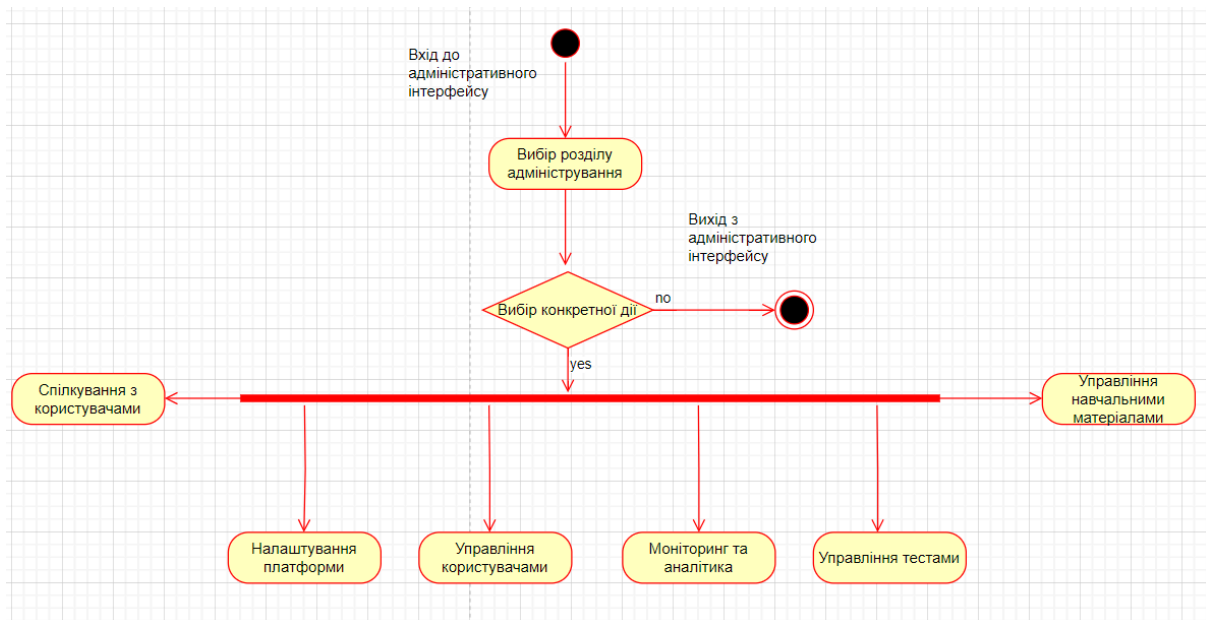 Вхід до
адміністративного
інтерфейсу
Вибір розділу
адміністрування
Вихід з
адміністративного
інтерфейсу
Вибір конкретної дії
no
yes
Спілкування з
користувачами
Управління
навчальними
матеріалами
Налаштування
платформи
Управління
користувачами
Моніторинг та
аналітика
Управління тестами